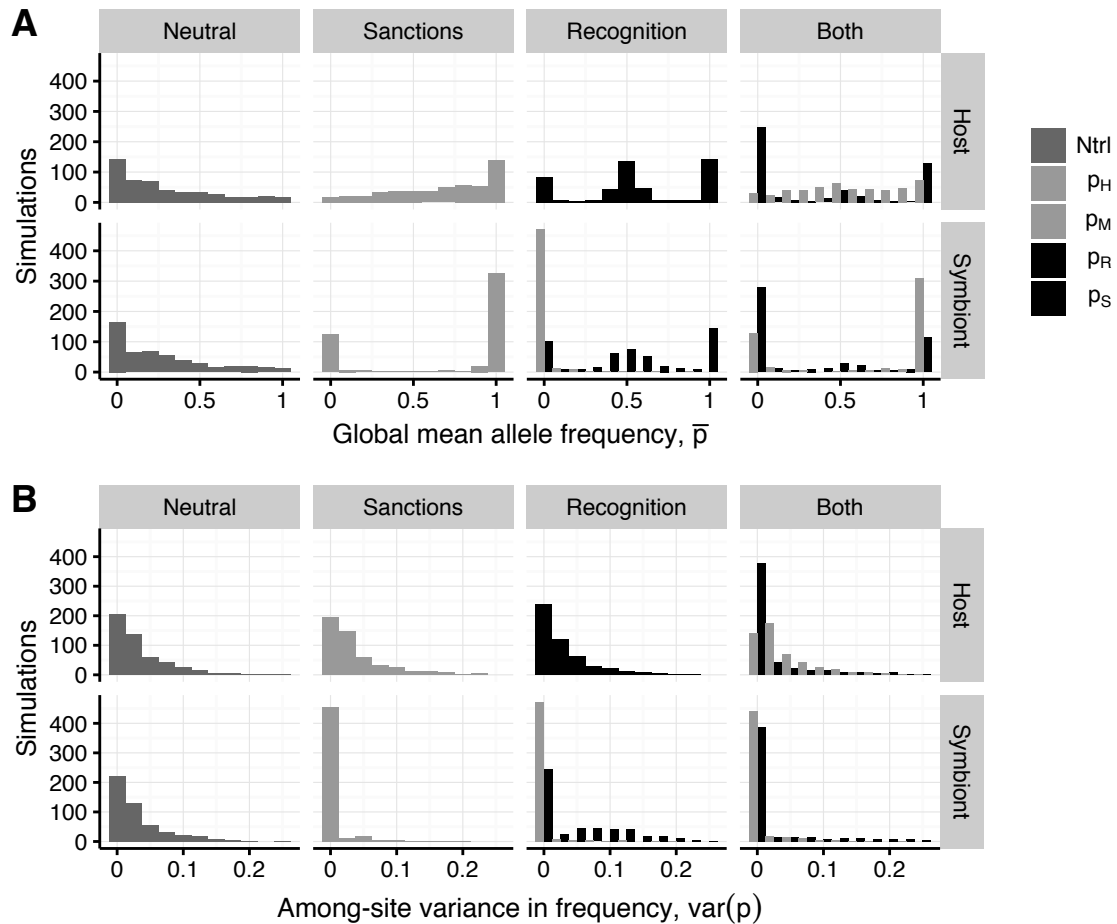 A
Neutral
Sanctions
Recognition
Both
Simulations
400
300
200
100
0
Host
400
300
200
100
0
Symbiont
0 0.5 1
0 0.5 1
0 0.5 1
0 0.5 1
Global mean allele frequency, p̅
Ntrl
pH
pM
pR
pS
B
Neutral
Sanctions
Recognition
Both
Simulations
400
300
200
100
0
Host
400
300
200
100
0
Symbiont
0 0.1 0.2
0 0.1 0.2
0 0.1 0.2
0 0.1 0.2
Among-site variance in frequency, var(p)